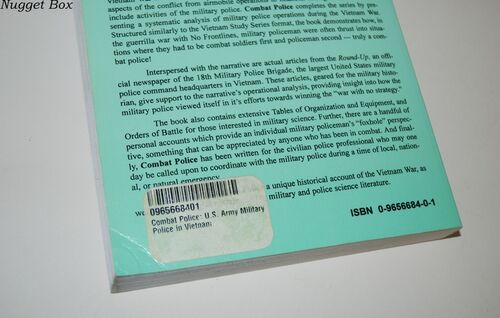 Nugget Box
aspects of the conflict from airmobile operations to
include activities of the military police. Combat Police completes the series by pre-
senting a systematic analysis of military police operations during the Vietnam War.
Structured similarly to the Vietnam Study Series format, the book demonstrates how, in
the guerrilla war with No Frontlines, military policeman were often thrust into situa-
tions where they had to be combat soldiers first and policemen second — truly a com-
bat police!
Interspersed with the narrative are actual articles from the Round-Up, an offi-
cial newspaper of the 18th Military Police Brigade, the largest United States military
police command headquarters in Vietnam. These articles, geared for the military histo-
rian, give support to the narrative's operational analysis, providing insight into how the
military police viewed itself in it's efforts towards winning the "war with no strategy."
The book also contains extensive Tables of Organization and Equipment, and
Orders of Battle for those interested in military science. Further, there are a handful of
personal accounts which provide an individual military policeman's "foxhole" perspec-
tive, something that can be appreciated by anyone who has been in combat. And final-
ly, Combat Police has been written for the civilian police professional who may one
day be called upon to coordinate with the military police during a time of local, nation-
al, or natural emergency.
a unique historical account of the Vietnam War, as
we
military and police science literature.
0965668401
Combat Police: U.S. Army Military
Police in Vietnam
ISBN 0-9656684-0-1